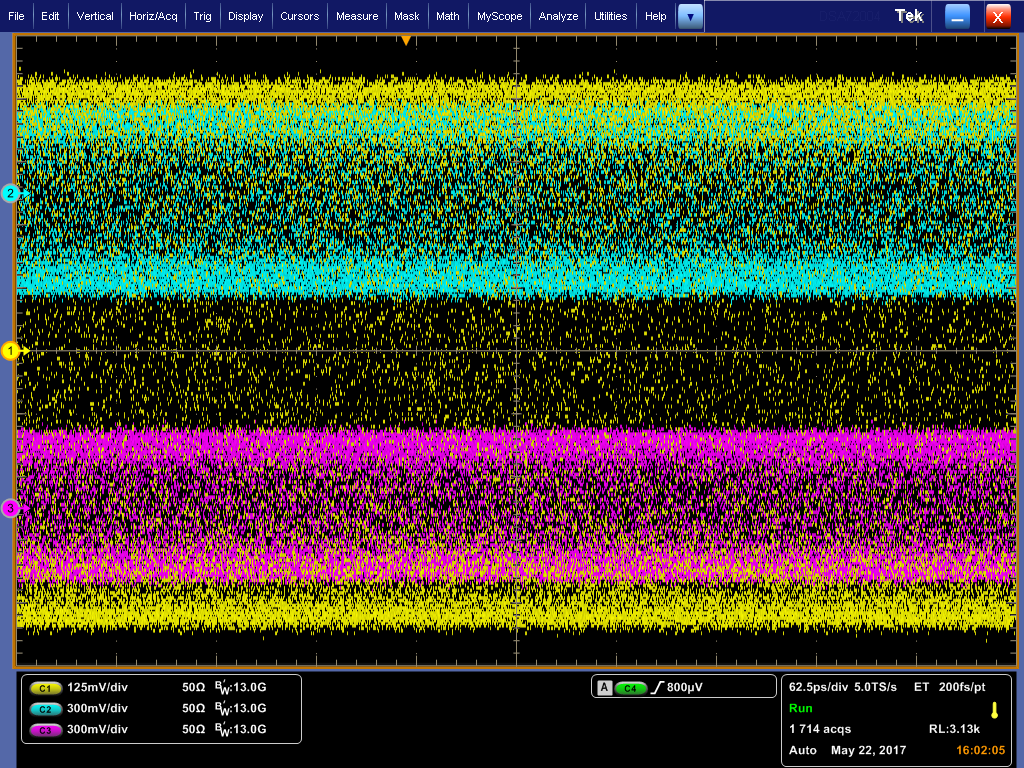 File Edit Vertical Horiz/Acq Trig Display Cursors Measure Mask Math MyScope Analyze Utilities Help Tek X
2
1
3
C1 125mV/div 50Ω BW:13.0G
C2 300mV/div 50Ω BW:13.0G
C3 300mV/div 50Ω BW:13.0G
A C4 800µV
62.5ps/div 5.0TS/s ET 200fs/pt
Run
1 714 acqs RL:3.13k
Auto May 22, 2017 16:02:05